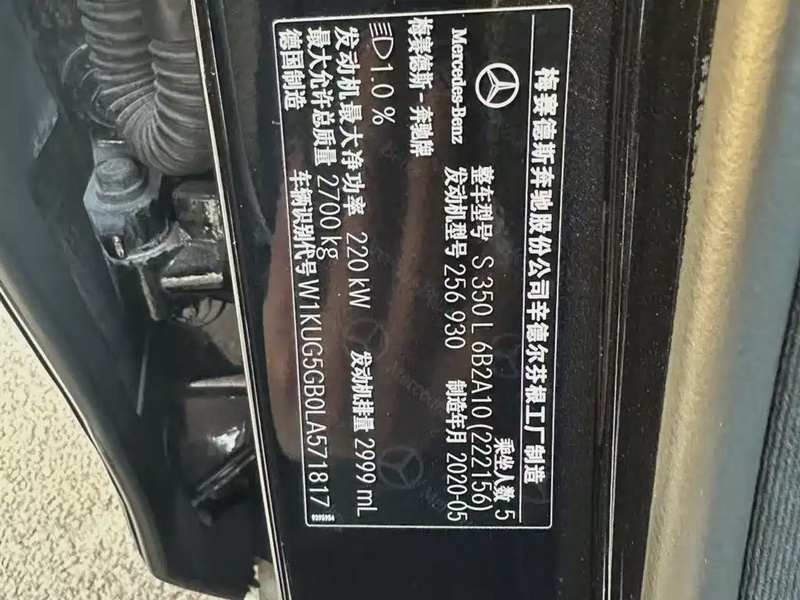 梅赛德斯奔驰股份公司辛德尔芬根工厂制造
乘坐人数 5
Mercedes-Benz
整车型号 S 350 L 6B2A10 (222156)
梅赛德斯-奔驰牌
发动机型号 256 930 制造年月 2020-05
1.0 %
发动机最大净功率 220 kW 发动机排量 2999 mL
最大允许总质量 2700 kg
德国制造 车辆识别代号 W1KUG5GB0LA571817